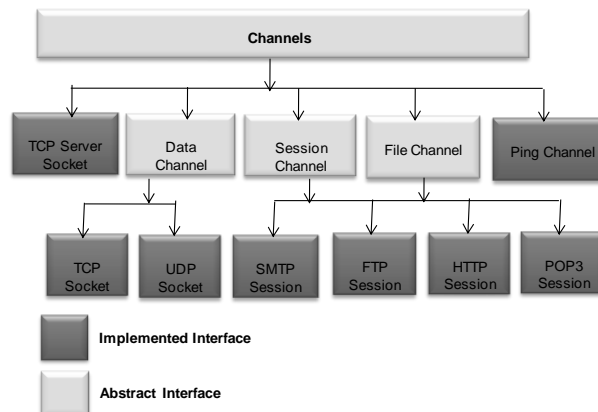 Channels
TCP Server
Socket
Data
Channel
Session
Channel
File Channel
Ping Channel
TCP
Socket
UDP
Socket
SMTP
Session
FTP
Session
HTTP
Session
POP3
Session
Implemented Interface
Abstract Interface